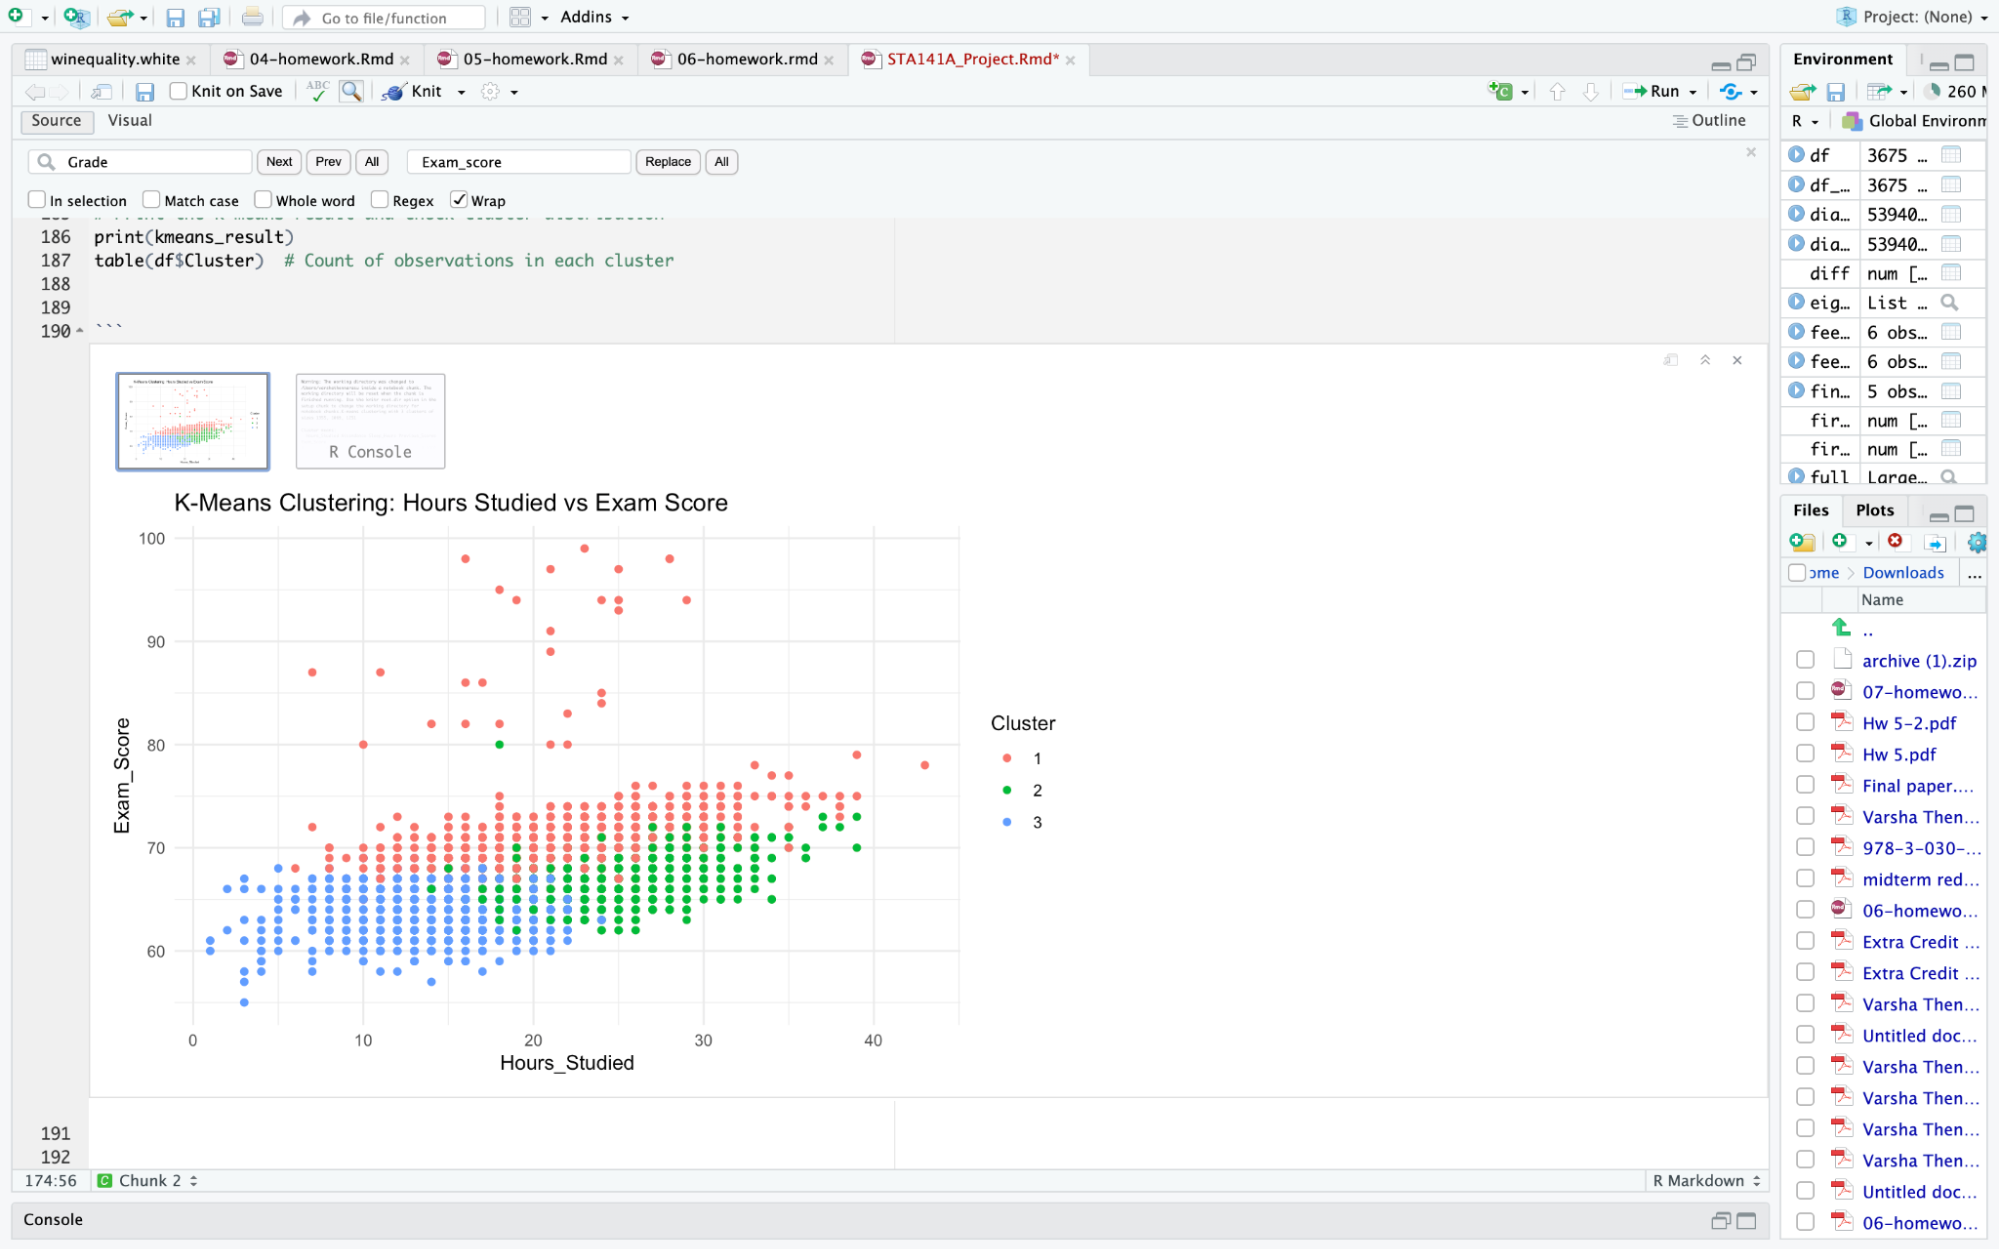 Go to file/function
Addins
Project: (None)
winequality.white
04-homework.Rmd
05-homework.Rmd
06-homework.rmd
STA141A_Project.Rmd*
Knit on Save
ABC
Knit
Run
Source
Visual
Outline
Grade
Next
Prev
All
Exam_score
Replace
All
In selection
Match case
Whole word
Regex
Wrap
186 print(kmeans_result)
187 table(df$Cluster)  # Count of observations in each cluster
188
189
190 ```
R Console
K-Means Clustering: Hours Studied vs Exam Score
100
90
80
70
60
Exam_Score
0 10 20 30 40
Hours_Studied
Cluster
1
2
3
191
192
174:56
C Chunk 2
R Markdown
Console
Environment
260
R
Global Environm
df 3675 …
df_… 3675 …
dia… 53940…
dia… 53940…
diff num […
eig… List …
fee… 6 obs…
fee… 6 obs…
fin… 5 obs…
fir… num […
fir… num […
full Large…
Files
Plots
ome
Downloads
...
Name
..
archive (1).zip
07-homewo...
Hw 5-2.pdf
Hw 5.pdf
Final paper....
Varsha Then...
978-3-030-...
midterm red...
06-homewo...
Extra Credit ...
Extra Credit ...
Varsha Then...
Untitled doc...
Varsha Then...
Varsha Then...
Varsha Then...
Varsha Then...
Untitled doc...
06-homewo...